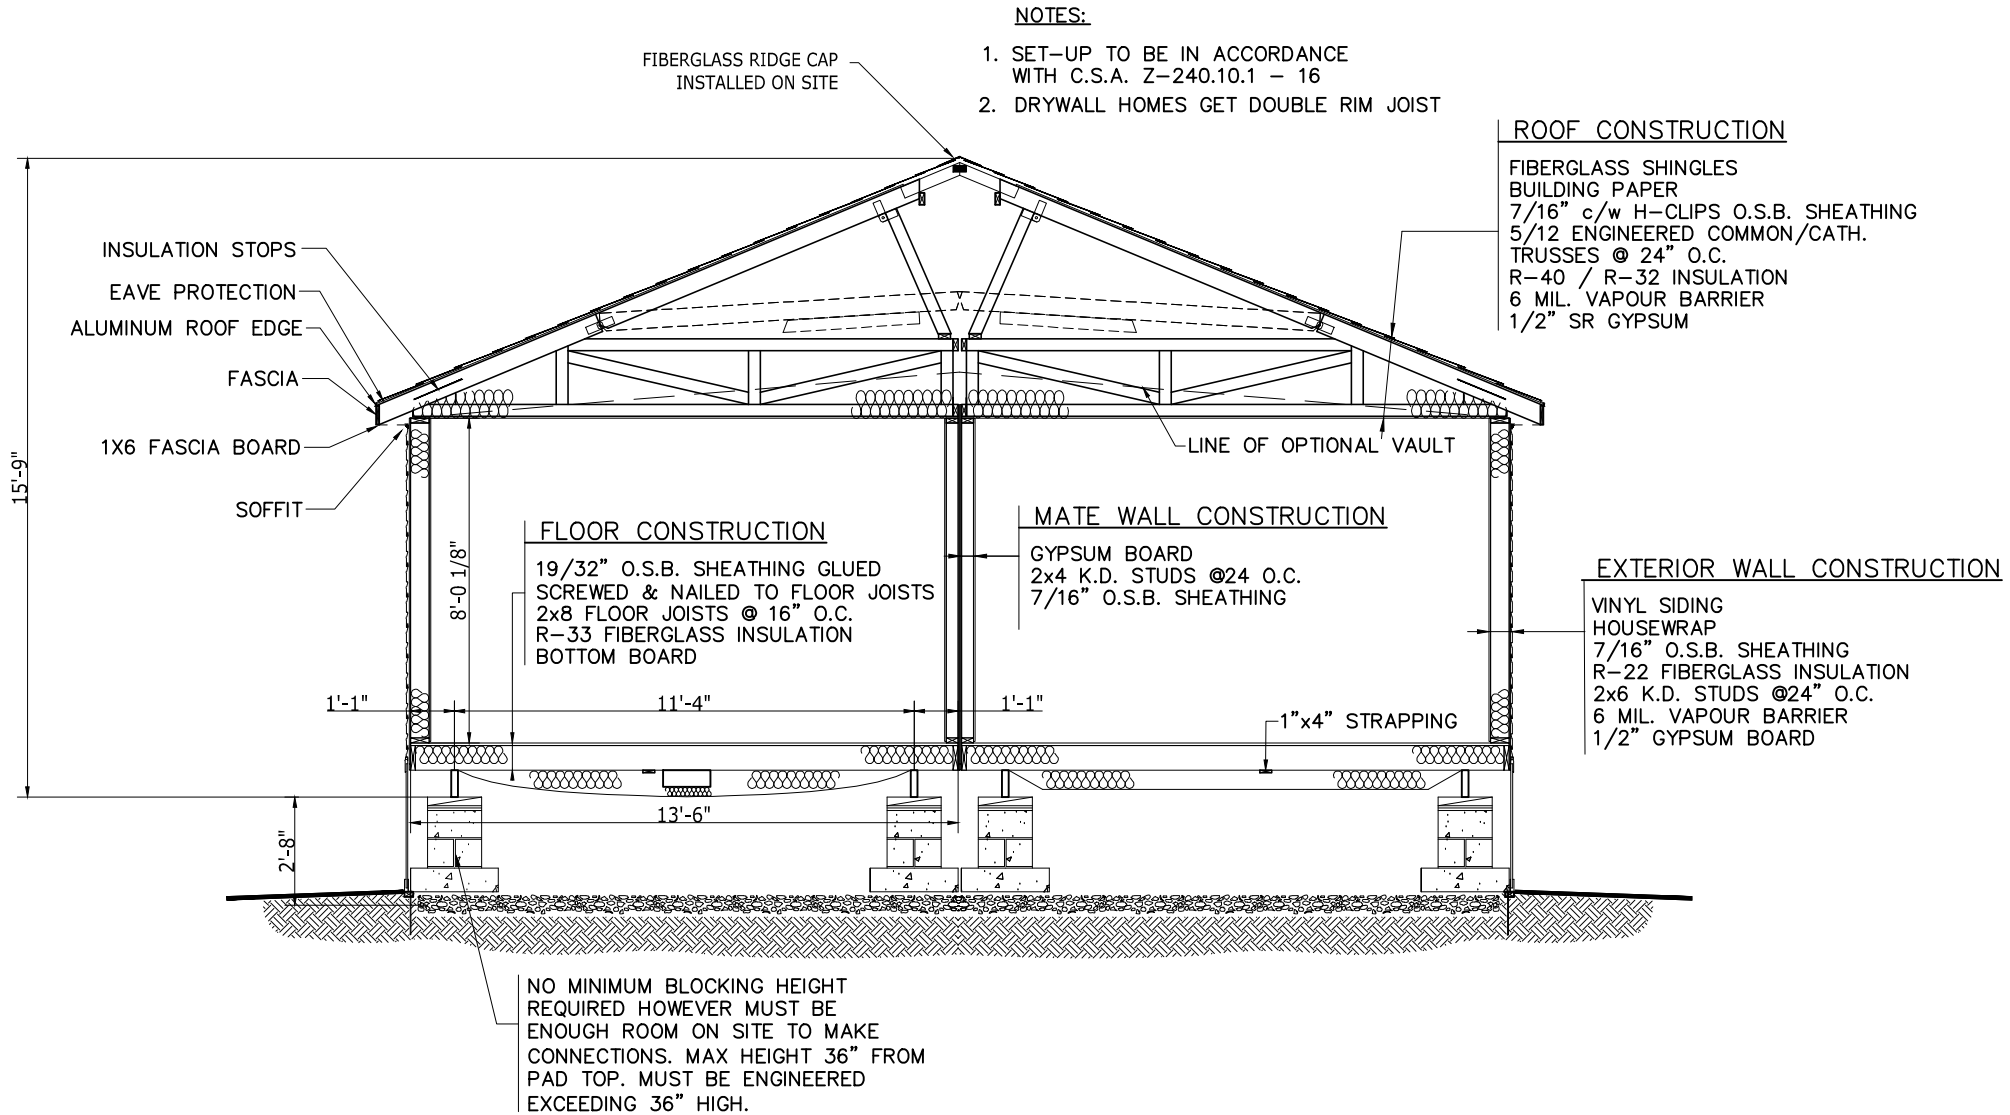 NOTES:
1. SET-UP TO BE IN ACCORDANCE
WITH C.S.A. Z-240.10.1 - 16
2. DRYWALL HOMES GET DOUBLE RIM JOIST
FIBERGLASS RIDGE CAP
INSTALLED ON SITE
ROOF CONSTRUCTION
FIBERGLASS SHINGLES
BUILDING PAPER
7/16" c/w H-CLIPS O.S.B. SHEATHING
5/12 ENGINEERED COMMON/CATH.
TRUSSES @ 24" O.C.
R-40 / R-32 INSULATION
6 MIL. VAPOUR BARRIER
1/2" SR GYPSUM
INSULATION STOPS
EAVE PROTECTION
ALUMINUM ROOF EDGE
FASCIA
1X6 FASCIA BOARD
SOFFIT
15'-9"
LINE OF OPTIONAL VAULT
8'-0 1/8"
FLOOR CONSTRUCTION
19/32" O.S.B. SHEATHING GLUED
SCREWED & NAILED TO FLOOR JOISTS
2x8 FLOOR JOISTS @ 16" O.C.
R-33 FIBERGLASS INSULATION
BOTTOM BOARD
MATE WALL CONSTRUCTION
GYPSUM BOARD
2x4 K.D. STUDS @24 O.C.
7/16" O.S.B. SHEATHING
EXTERIOR WALL CONSTRUCTION
VINYL SIDING
HOUSEWRAP
7/16" O.S.B. SHEATHING
R-22 FIBERGLASS INSULATION
2x6 K.D. STUDS @24" O.C.
6 MIL. VAPOUR BARRIER
1/2" GYPSUM BOARD
1'-1"
11'-4"
1'-1"
1"x4" STRAPPING
13'-6"
2'-8"
NO MINIMUM BLOCKING HEIGHT
REQUIRED HOWEVER MUST BE
ENOUGH ROOM ON SITE TO MAKE
CONNECTIONS. MAX HEIGHT 36" FROM
PAD TOP. MUST BE ENGINEERED
EXCEEDING 36" HIGH.